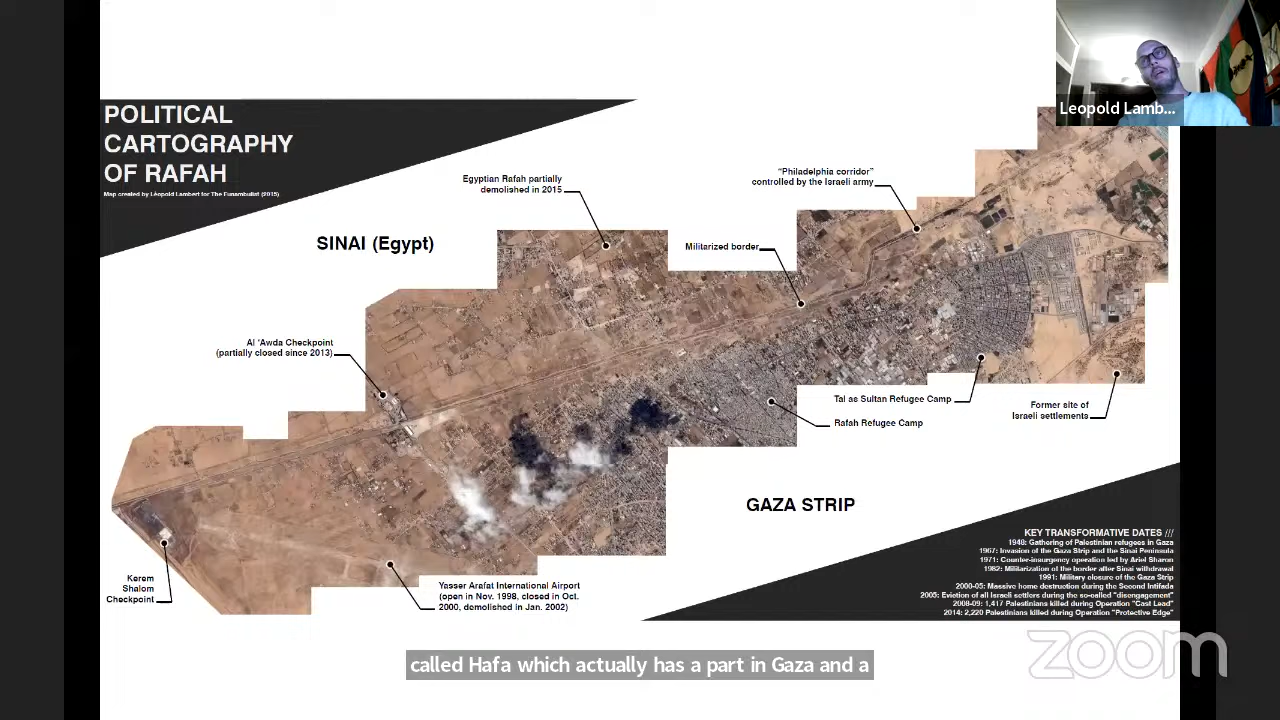 POLITICAL
CARTOGRAPHY
OF RAFAH
Map created by Léopold Lambert for The Funambulist (2015)
Leopold Lamb...
Egyptian Rafah partially
demolished in 2015
"Philadelphia corridor"
controlled by the Israeli army
SINAI (Egypt)
Militarized border
Al 'Awda Checkpoint
(partially closed since 2013)
Tal as Sultan Refugee Camp
Rafah Refugee Camp
Former site of
Israeli settlements
GAZA STRIP
Kerem
Shalom
Checkpoint
Yasser Arafat International Airport
(open in Nov. 1998, closed in Oct.
2000, demolished in Jan. 2002)
KEY TRANSFORMATIVE DATES ///
1948: Gathering of Palestinian refugees in Gaza
1967: Invasion of the Gaza Strip and the Sinai Peninsula
1971: Counter-insurgency operation led by Ariel Sharon
1982: Militarization of the border after Sinai withdrawal
1991: Military closure of the Gaza Strip
2000-05: Massive home destruction during the Second Intifada
2005: Eviction of all Israeli settlers during the so-called "disengagement"
2008-09: 1,417 Palestinians killed during Operation "Cast Lead"
2014: 2,220 Palestinians killed during Operation "Protective Edge"
called Hafa which actually has a part in Gaza and a
zoom